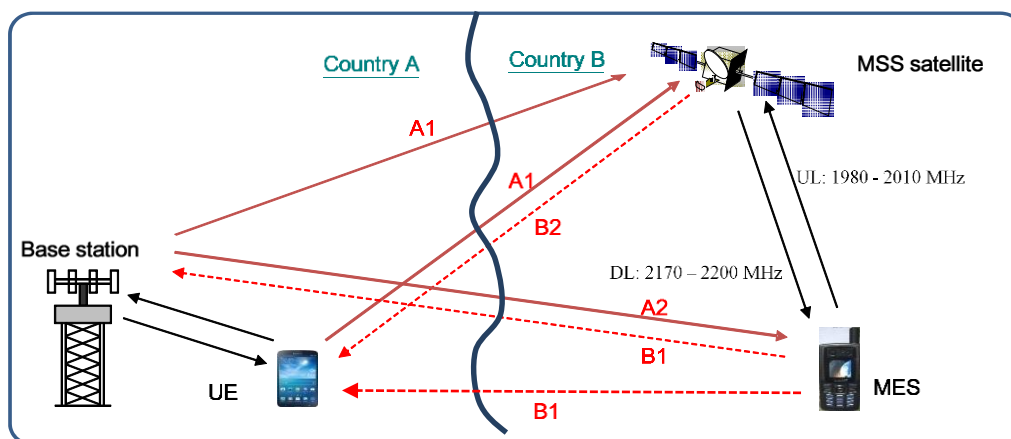 Country A
Country B
MSS satellite
A1
A1
UL: 1980 - 2010 MHz
B2
Base station
DL: 2170 – 2200 MHz
A2
B1
UE
MES
B1